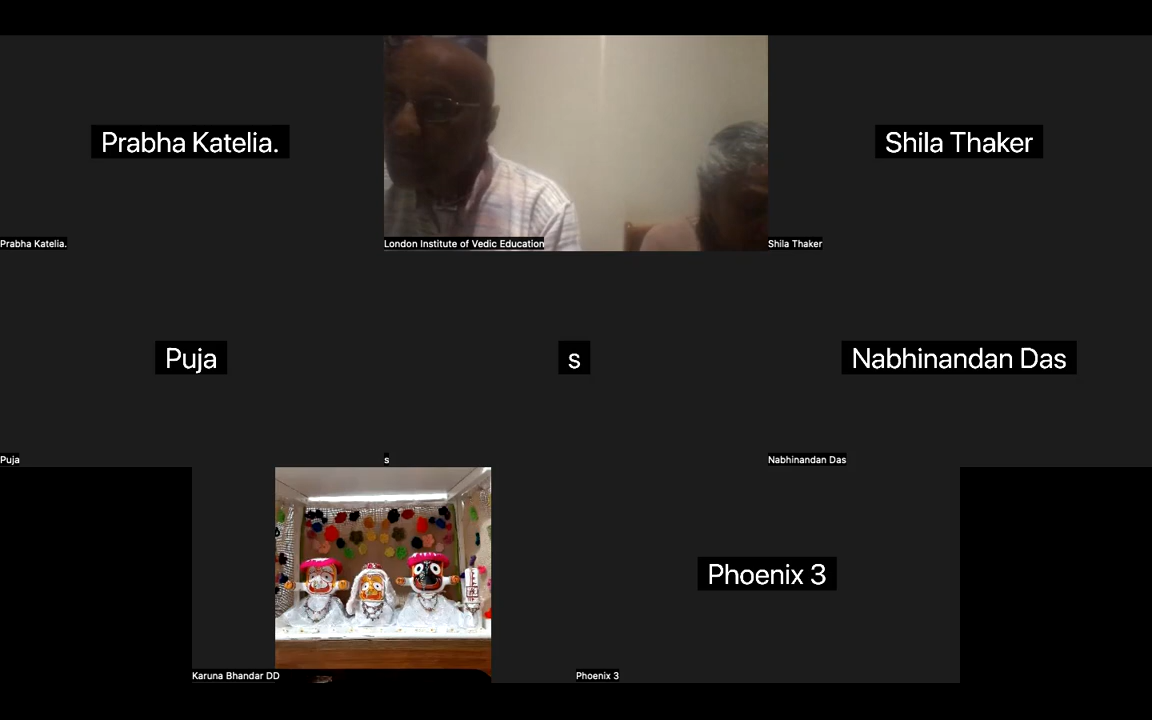 Prabha Katelia.
Shila Thaker
Prabha Katelia.
London Institute of Vedic Education
Shila Thaker
Puja
s
Nabhinandan Das
Puja
s
Nabhinandan Das
Phoenix 3
Karuna Bhandar DD
Phoenix 3